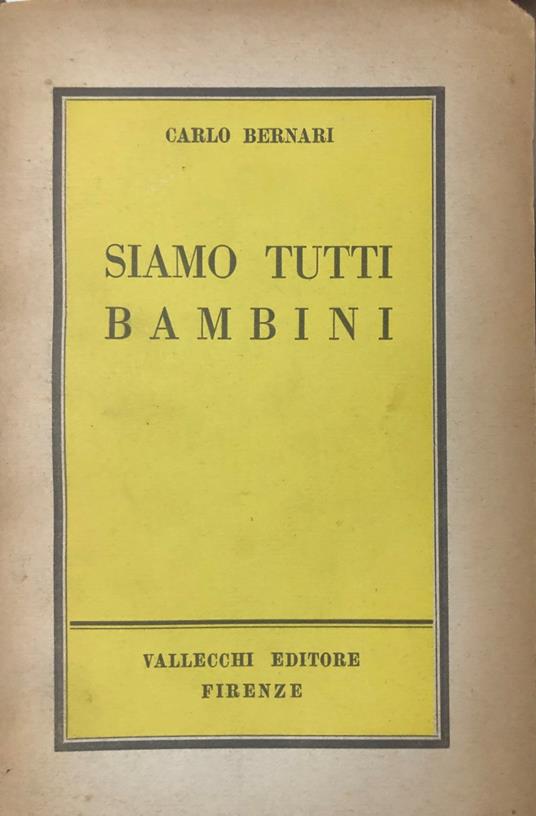 CARLO BERNARI
SIAMO TUTTI
BAMBINI
VALLECCHI EDITORE
FIRENZE